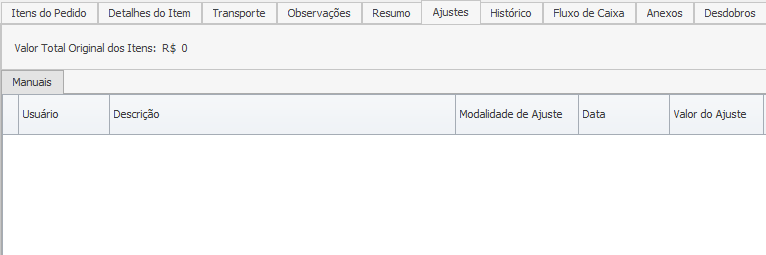 Itens do Pedido Detalhes do Item Transporte Observações Resumo Ajustes Histórico Fluxo de Caixa Anexos Desdobros
Valor Total Original dos Itens: R$ 0
Manuais
Usuário Descrição Modalidade de Ajuste Data Valor do Ajuste